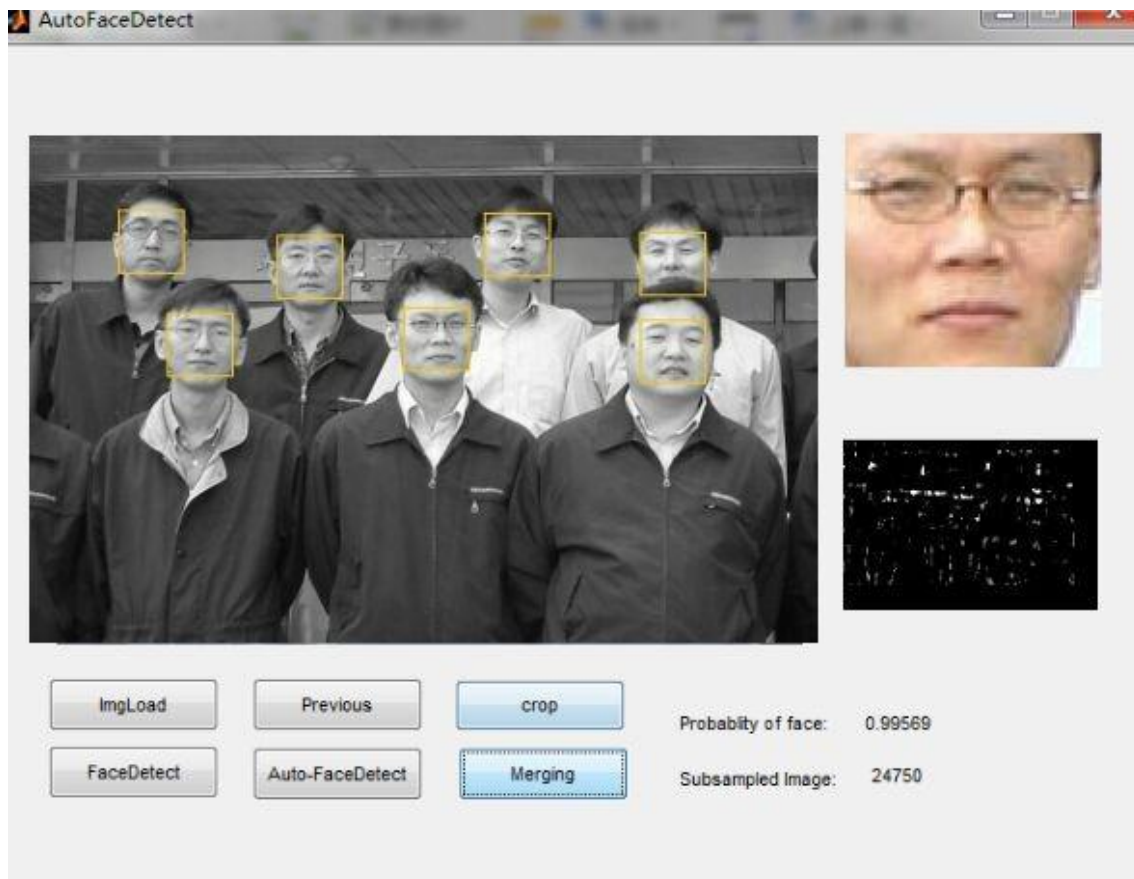 AutoFaceDetect
ImgLoad
Previous
crop
FaceDetect
Auto-FaceDetect
Merging
Probablity of face: 0.99569
Subsampled Image: 24750